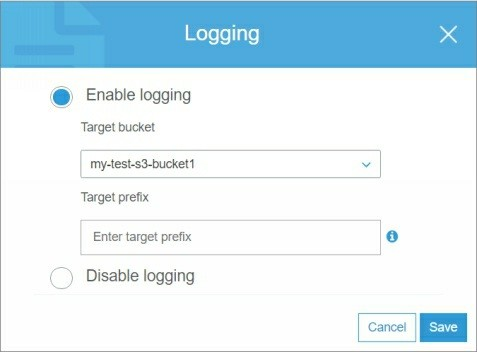 Logging
Enable logging
Target bucket
my-test-s3-bucket1
Target prefix
Enter target prefix
Disable logging
Cancel Save